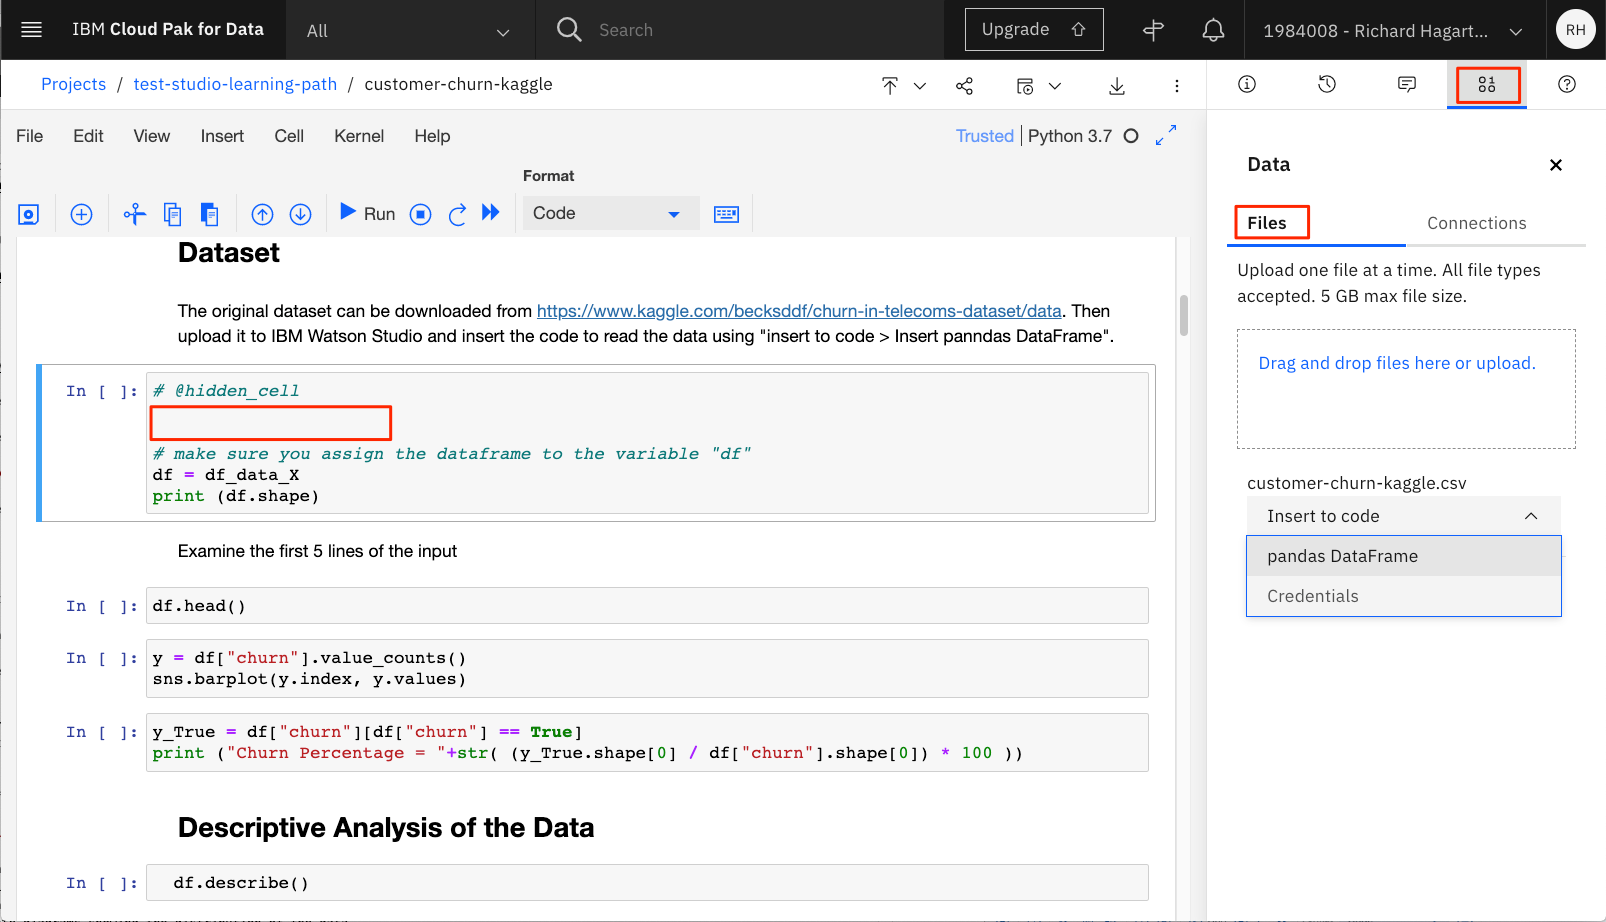 IBM Cloud Pak for Data
All
Search
Upgrade
1984008 - Richard Hagart...
RH
Projects / test-studio-learning-path / customer-churn-kaggle
File Edit View Insert Cell Kernel Help
Trusted | Python 3.7
Format
Run
Code
Dataset
The original dataset can be downloaded from https://www.kaggle.com/becksddf/churn-in-telecoms-dataset/data. Then
upload it to IBM Watson Studio and insert the code to read the data using "insert to code > Insert panndas DataFrame".
In [ ]: # @hidden_cell
# make sure you assign the dataframe to the variable "df"
df = df_data_X
print (df.shape)
Examine the first 5 lines of the input
In [ ]: df.head()
In [ ]: y = df["churn"].value_counts()
sns.barplot(y.index, y.values)
In [ ]: y_True = df["churn"][df["churn"] == True]
print ("Churn Percentage = "+str( (y_True.shape[0] / df["churn"].shape[0]) * 100 ))
Descriptive Analysis of the Data
In [ ]: df.describe()
Data
Files
Connections
Upload one file at a time. All file types
accepted. 5 GB max file size.
Drag and drop files here or upload.
customer-churn-kaggle.csv
Insert to code
pandas DataFrame
Credentials